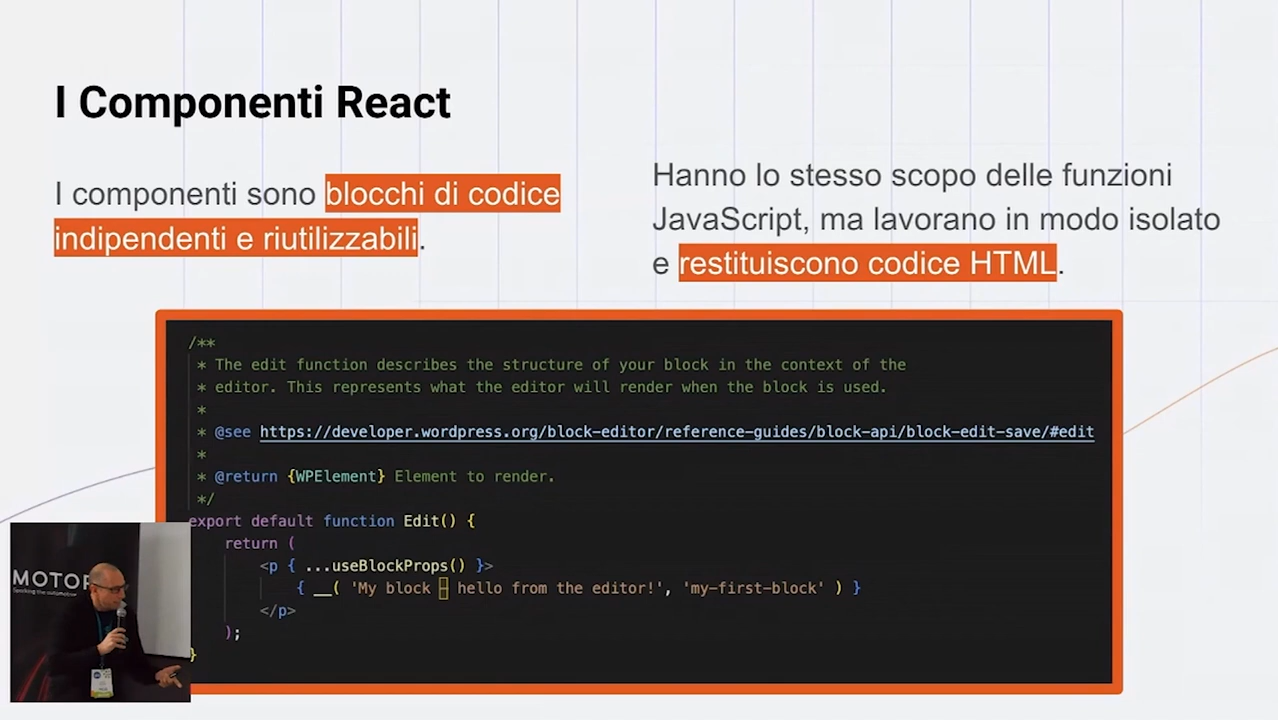 I Componenti React
I componenti sono blocchi di codice
indipendenti e riutilizzabili.
Hanno lo stesso scopo delle funzioni
JavaScript, ma lavorano in modo isolato
e restituiscono codice HTML.
/**
* The edit function describes the structure of your block in the context of the
* editor. This represents what the editor will render when the block is used.
*
* @see https://developer.wordpress.org/block-editor/reference-guides/block-api/block-edit-save/#edit
*
* @return {WPElement} Element to render.
*/
export default function Edit() {
return (
<p { ...useBlockProps() }>
{ __( 'My block – hello from the editor!', 'my-first-block' ) }
</p>
);
}
MOTOR